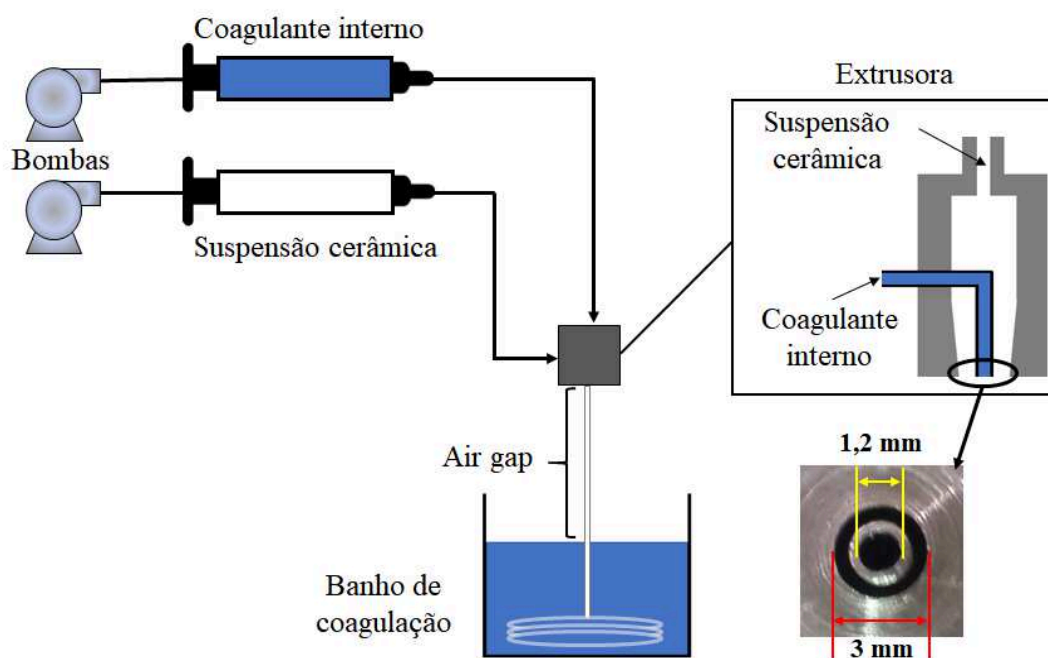 Coagulante interno
Bombas
Suspensão cerâmica
Extrusora
Suspensão
cerâmica
Coagulante
interno
Air gap
1,2 mm
Banho de
coagulação
3 mm